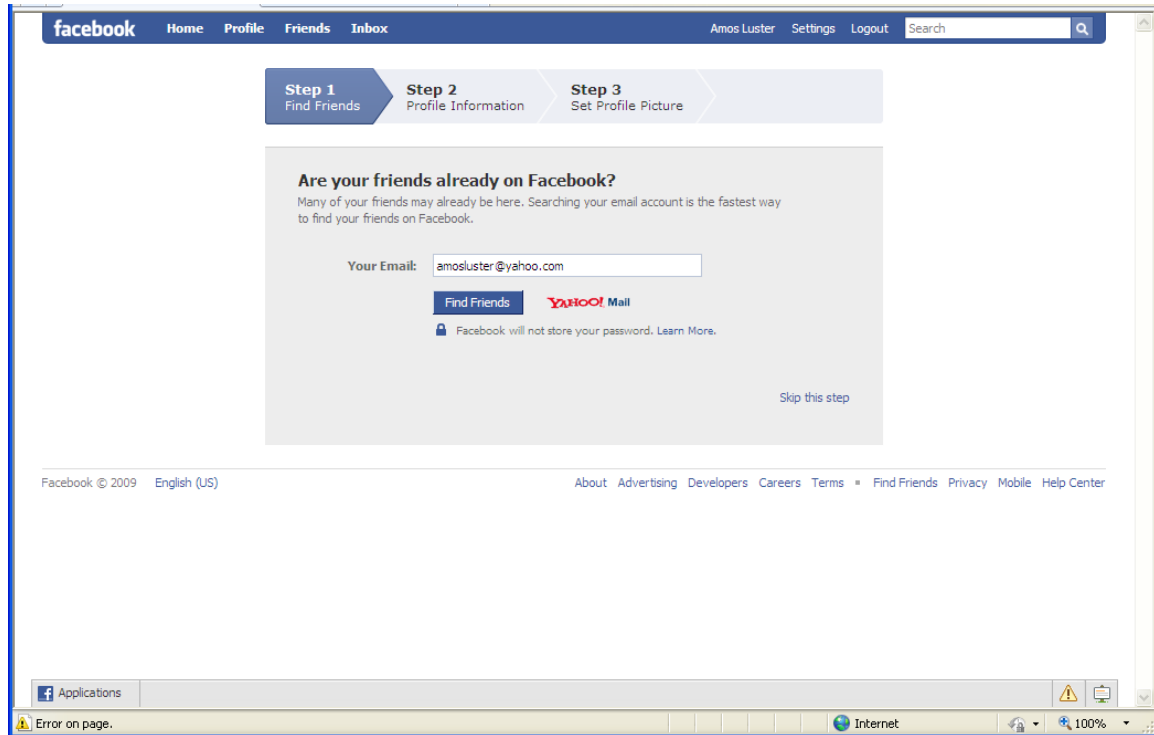 facebook Home Profile Friends Inbox Amos Luster Settings Logout Search
Step 1 Step 2 Step 3
Find Friends Profile Information Set Profile Picture
Are your friends already on Facebook?
Many of your friends may already be here. Searching your email account is the fastest way
to find your friends on Facebook.
Your Email: amosluster@yahoo.com
Find Friends YAHOO! Mail
Facebook will not store your password. Learn More.
Skip this step
Facebook © 2009 English (US) About Advertising Developers Careers Terms Find Friends Privacy Mobile Help Center
Applications
Error on page. Internet 100%